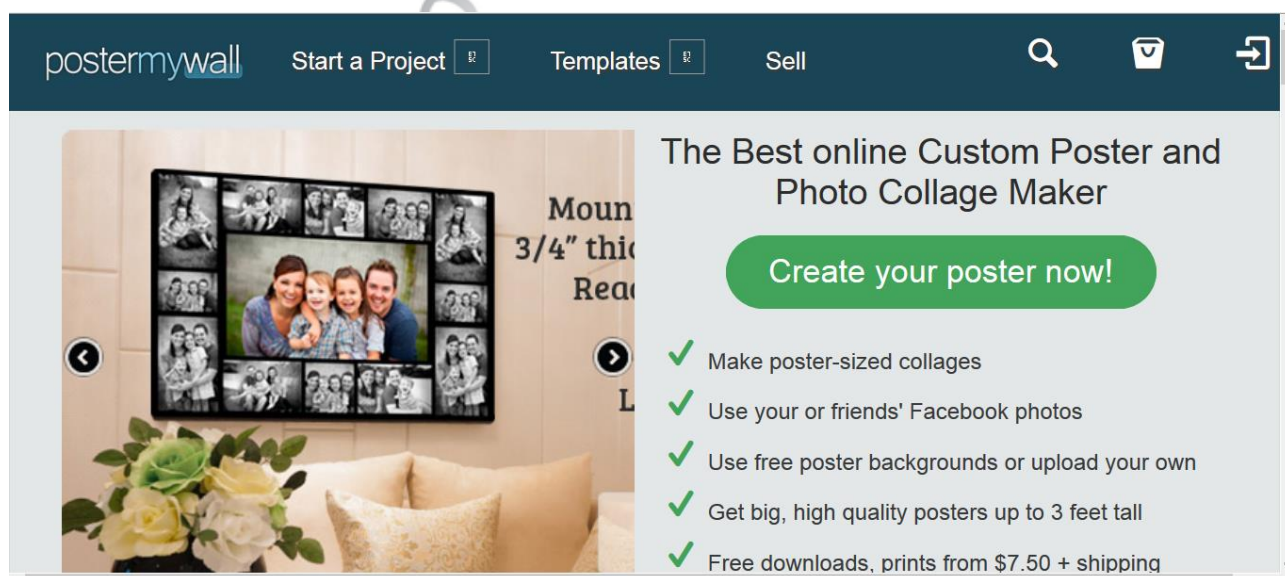 postermywall Start a Project Templates Sell
The Best online Custom Poster and
Photo Collage Maker
Create your poster now!
Make poster-sized collages
Use your or friends' Facebook photos
Use free poster backgrounds or upload your own
Get big, high quality posters up to 3 feet tall
Free downloads, prints from $7.50 + shipping
3/4"